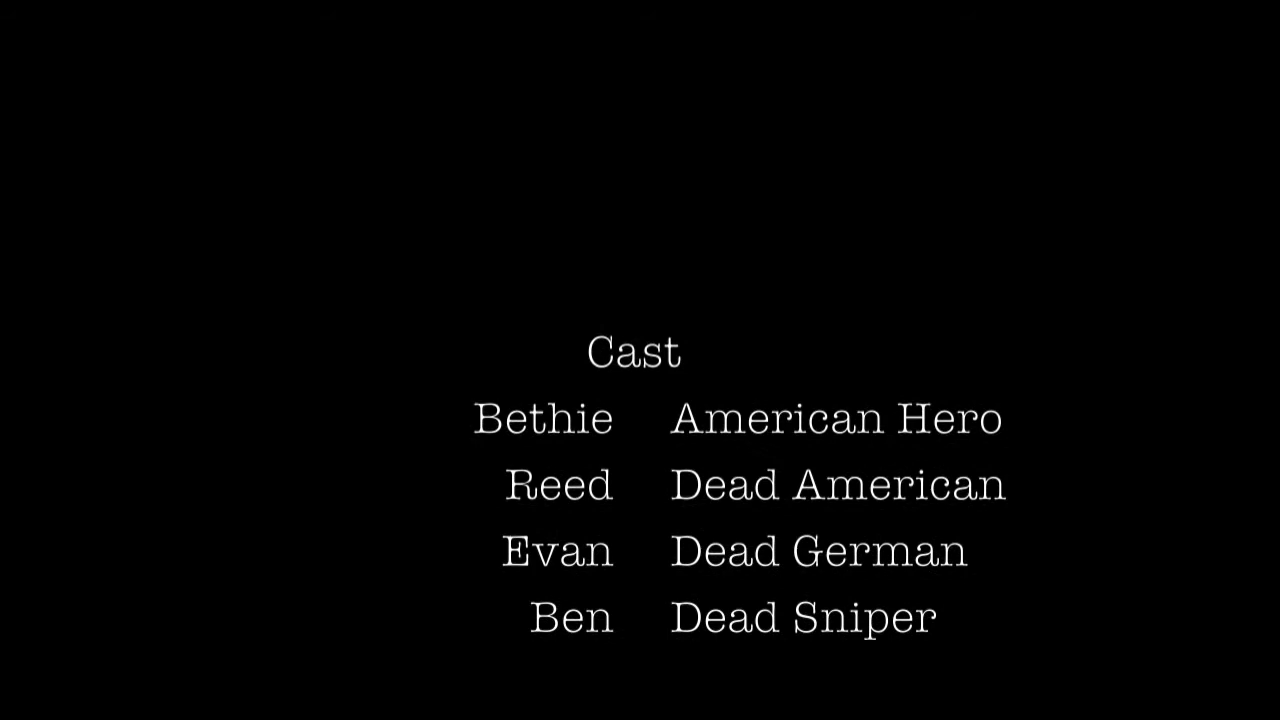 Cast
Bethie American Hero
Reed Dead American
Evan Dead German
Ben Dead Sniper